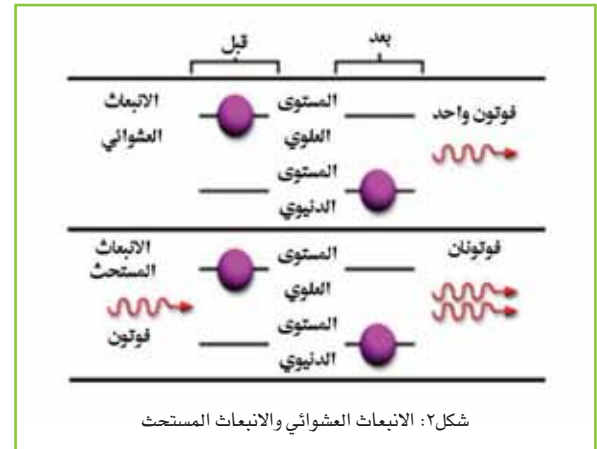 قبل
بعد
الانبعاث
العشوائي
المستوى
العلوي
فوتون واحد
المستوى
الدنيوي
الانبعاث
المستحث
المستوى
العلوي
فوتونان
فوتون
المستوى
الدنيوي
شكل٢: الانبعاث العشوائي والانبعاث المستحث